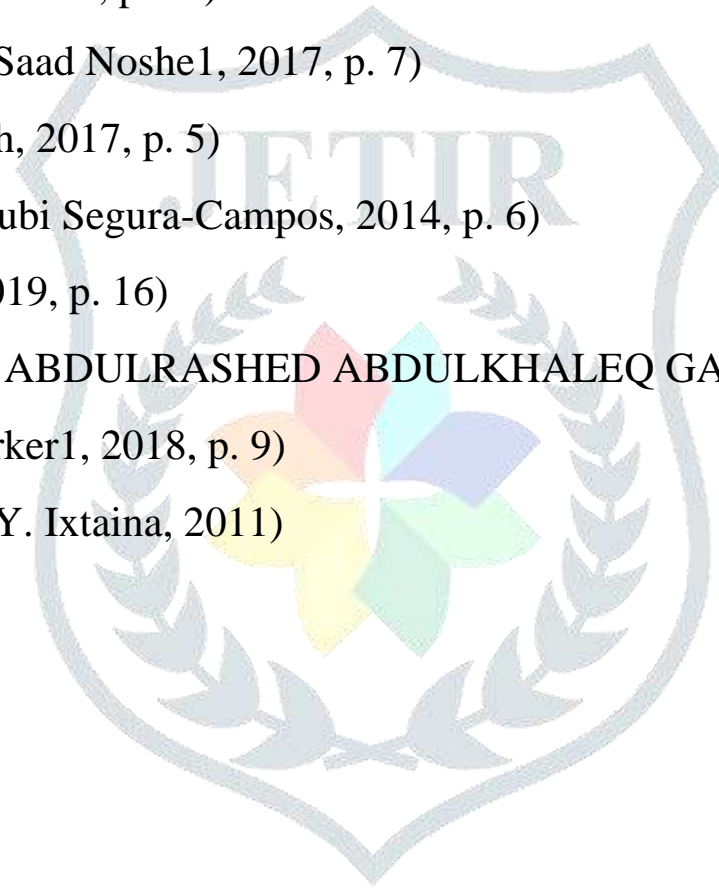 Saad Noshe1, 2017, p. 7)
h, 2017, p. 5)
ubi Segura-Campos, 2014, p. 6)
019, p. 16)
ABDULRASHED ABDULKHALEQ GA
rker1, 2018, p. 9)
Y. Ixtaina, 2011)
JETIR